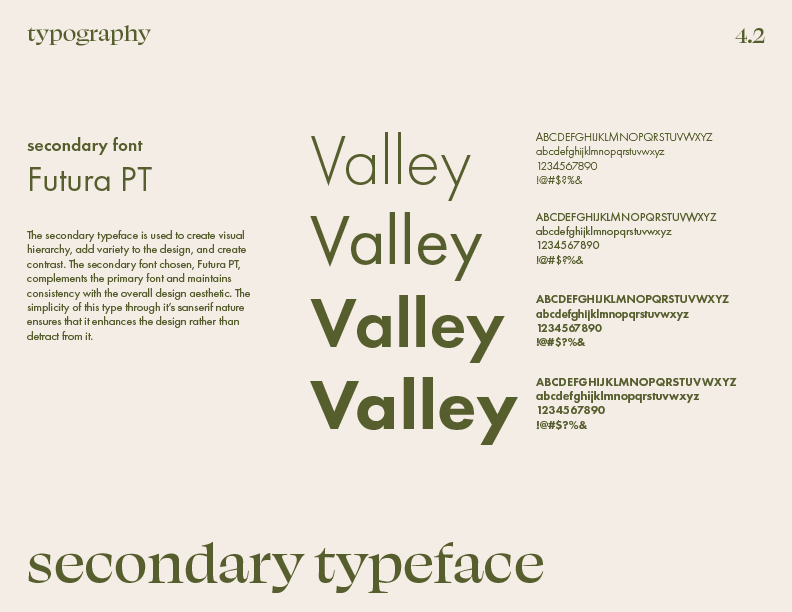 typography
4.2
secondary font
Futura PT
The secondary typeface is used to create visual
hierarchy, add variety to the design, and create
contrast. The secondary font chosen, Futura PT,
complements the primary font and maintains
consistency with the overall design aesthetic. The
simplicity of this type through it's sanserif nature
ensures that it enhances the design rather than
detract from it.
Valley
ABCDEFGHIJKLMNOPQRSTUVWXYZ
abcdefghijklmnopqrstuvwxyz
1234567890
!@#$?%&
Valley
ABCDEFGHIJKLMNOPQRSTUVWXYZ
abcdefghijklmnopqrstuvwxyz
1234567890
!@#$?%&
Valley
ABCDEFGHIJKLMNOPQRSTUVWXYZ
abcdefghijklmnopqrstuvwxyz
1234567890
!@#$?%&
Valley
ABCDEFGHIJKLMNOPQRSTUVWXYZ
abcdefghijklmnopqrstuvwxyz
1234567890
!@#$?%&
secondary typeface